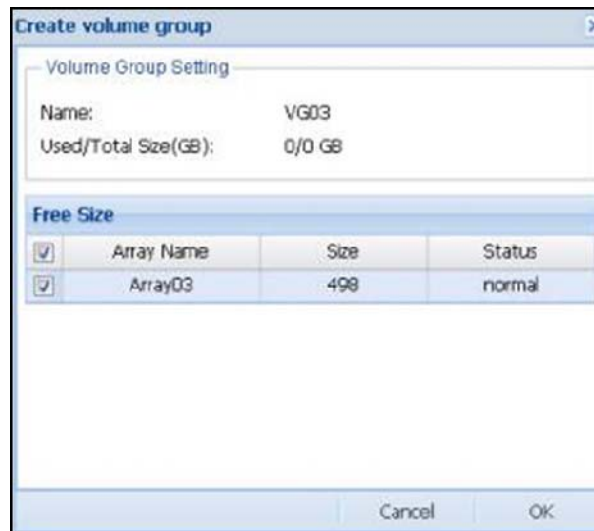 Create volume group
Volume Group Setting
Name: VG03
Used/Total Size(GB): 0/0 GB
Free Size
Array Name Size Status
Array03 498 normal
Cancel OK